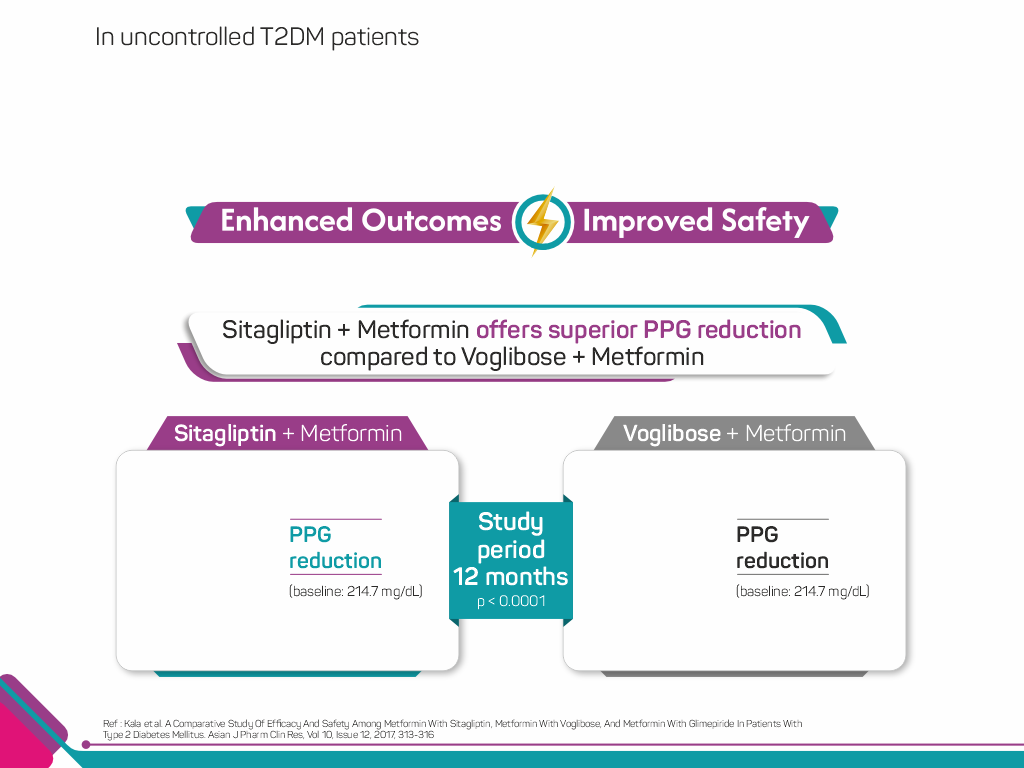 In uncontrolled T2DM patients
Enhanced Outcomes Improved Safety
Sitagliptin + Metformin offers superior PPG reduction
compared to Voglibose + Metformin
Sitagliptin + Metformin
Voglibose + Metformin
PPG
reduction
(baseline: 214.7 mg/dL)
Study
period
12 months
p < 0.0001
PPG
reduction
(baseline: 214.7 mg/dL)
Ref : Kala et al. A Comparative Study Of Efficacy And Safety Among Metformin With Sitagliptin, Metformin With Voglibose, And Metformin With Glimepiride In Patients With
Type 2 Diabetes Mellitus. Asian J Pharm Clin Res, Vol 10, Issue 12, 2017, 313-316